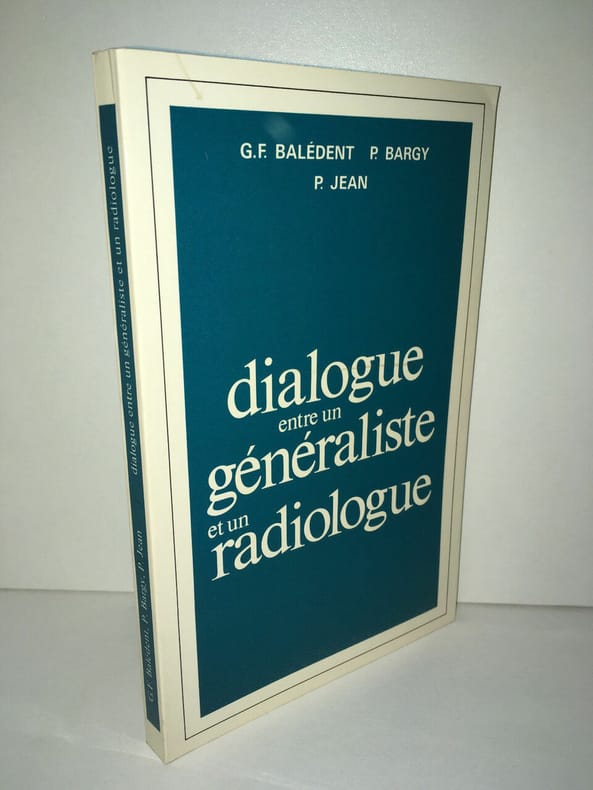 G.F. BALÉDENT P. BARGY
P. JEAN
dialogue
entre un
généraliste
et un
radiologue
dialogue entre un généraliste et un radiologue
G. F. Balédent, P. Bargy, P. Jean